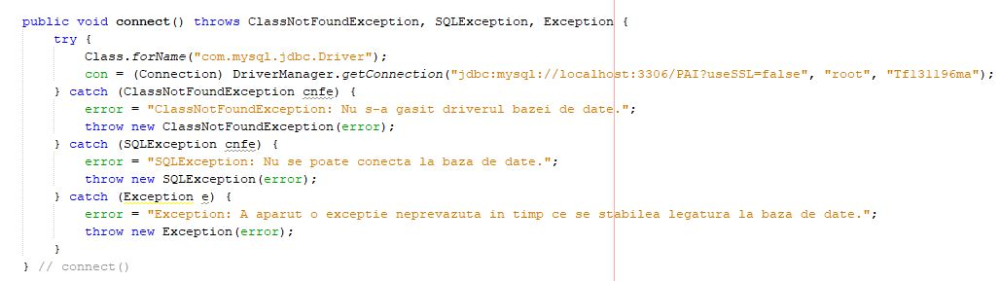 public void connect() throws ClassNotFoundException, SQLException, Exception {
    try {
        Class.forName("com.mysql.jdbc.Driver");
        con = (Connection) DriverManager.getConnection("jdbc:mysql://localhost:3306/PAI?useSSL=false", "root", "Tf131196ma");
    } catch (ClassNotFoundException cnfe) {
        error = "ClassNotFoundException: Nu s-a gasit driverul bazei de date.";
        throw new ClassNotFoundException(error);
    } catch (SQLException cnfe) {
        error = "SQLException: Nu se poate conecta la baza de date.";
        throw new SQLException(error);
    } catch (Exception e) {
        error = "Exception: A aparut o exceptie neprevazuta in timp ce se stabilea legatura la baza de date.";
        throw new Exception(error);
    }
} // connect()